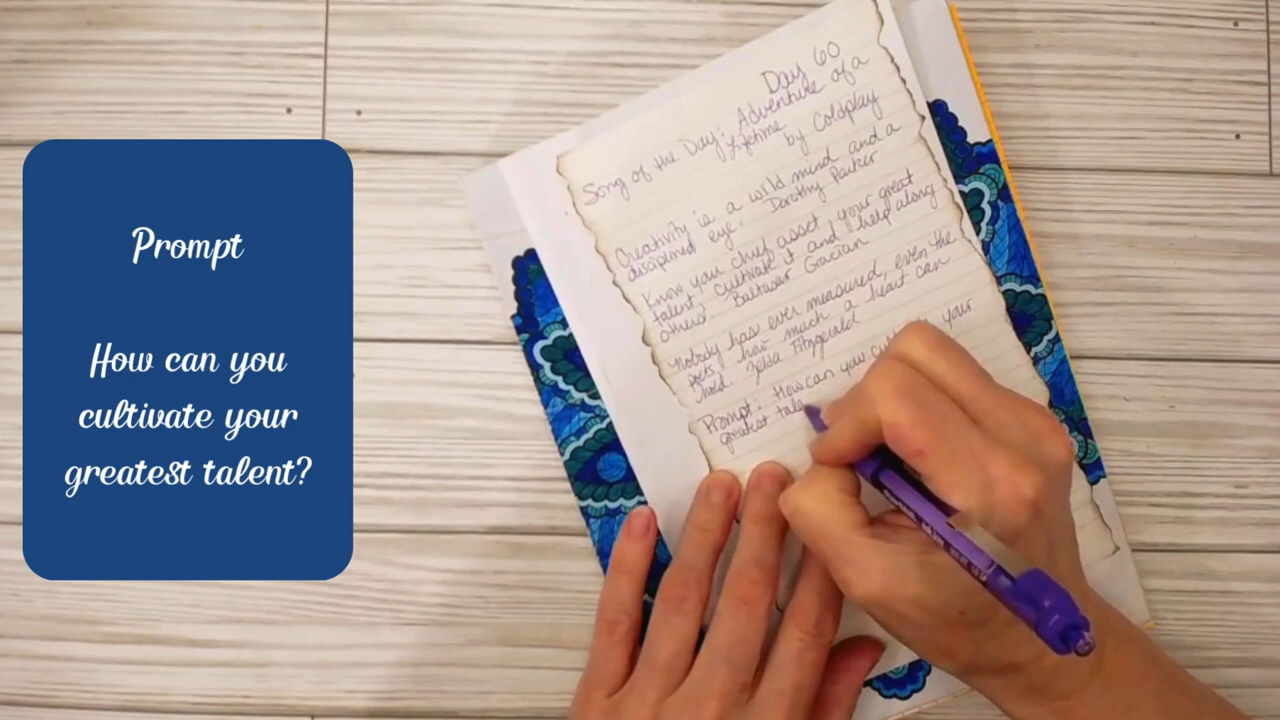 Prompt
How can you
cultivate your
greatest talent?
Day 60
Song of the Day: Adventure of a
Lifetime by Coldplay
Creativity is a wild mind and a
disciplined eye. Dorothy Parker
Know you chief asset, your great
talent, cultivate it and help along
others. Baltasar Gracian
Nobody has ever measured, even the
poets how much a heart can
hold. Zelda Fitzgerald
Prompt: How can you your
greatest